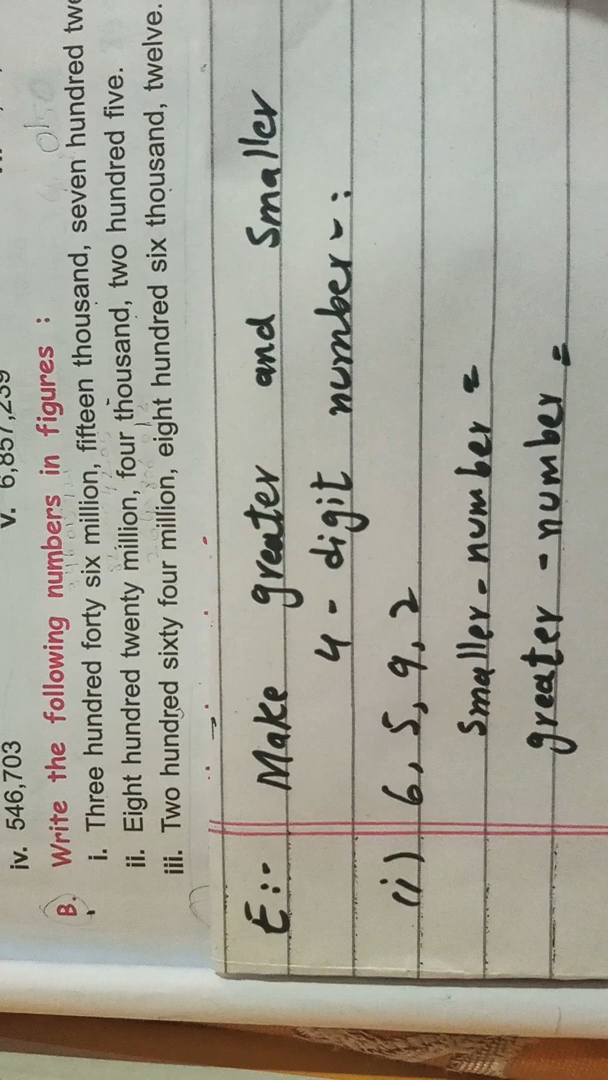 iv. 546,703 v. 6,857,239
B. Write the following numbers in figures :
i. Three hundred forty six million, fifteen thousand, seven hundred twe
ii. Eight hundred twenty million, four thousand, two hundred five.
iii. Two hundred sixty four million, eight hundred six thousand, twelve.
E:- Make greater and smaller
4 - digit number -:
(i) 6, 5, 9, 2
smaller - number =
greater - number =